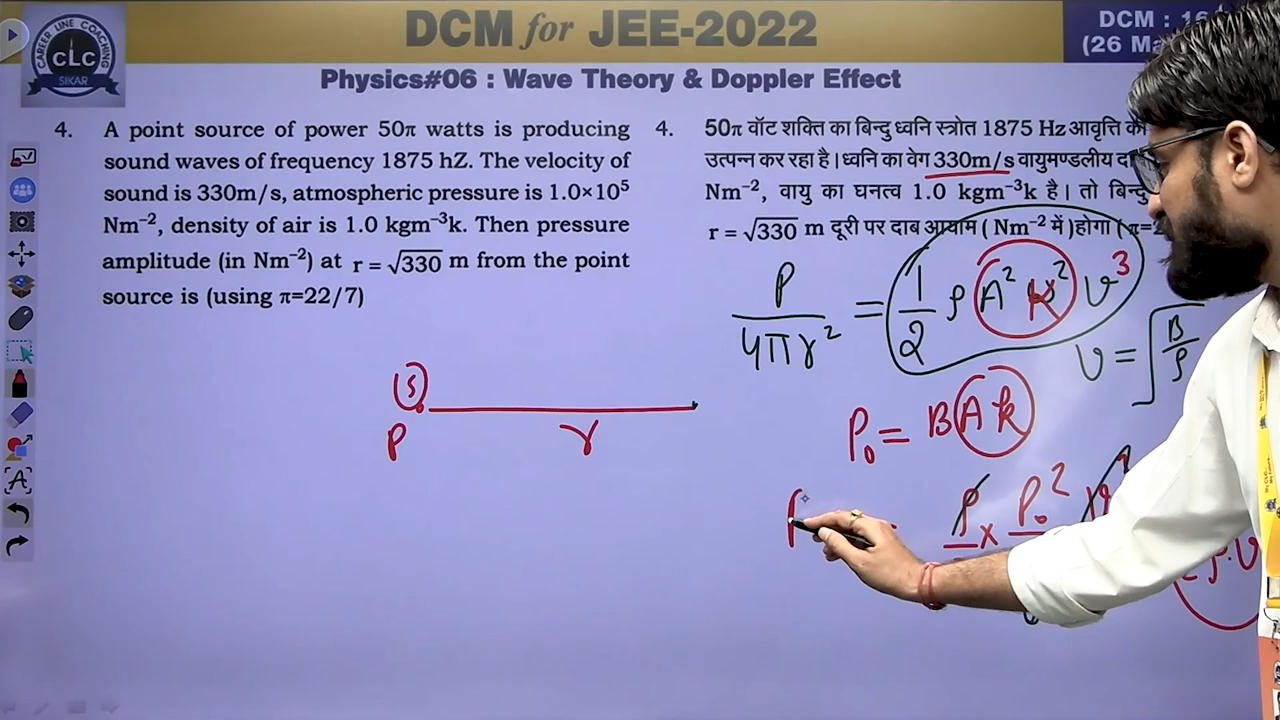 DCM for JEE-2022
DCM : 16
(26 Ma
CAREER LINE COACHING
CLC
SIKAR
Physics#06 : Wave Theory & Doppler Effect
4. A point source of power 50π watts is producing
sound waves of frequency 1875 hZ. The velocity of
sound is 330m/s, atmospheric pressure is 1.0×10⁵
Nm⁻², density of air is 1.0 kgm⁻³k. Then pressure
amplitude (in Nm⁻²) at r = √330 m from the point
source is (using π=22/7)
4. 50π वॉट शक्ति का बिन्दु ध्वनि स्त्रोत 1875 Hz आवृत्ति की
उत्पन्न कर रहा है। ध्वनि का वेग 330m/s वायुमण्डलीय द
Nm⁻², वायु का घनत्व 1.0 kgm⁻³k है। तो बिन्दु
r = √330 m दूरी पर दाब आयाम ( Nm⁻² में )होगा ( π=2
P/4πr² = 1/2 ρ A² K² v³
v = √B/ρ
P₀ = B A k
(S)
P
r
ρ × P₀²
ρ·v